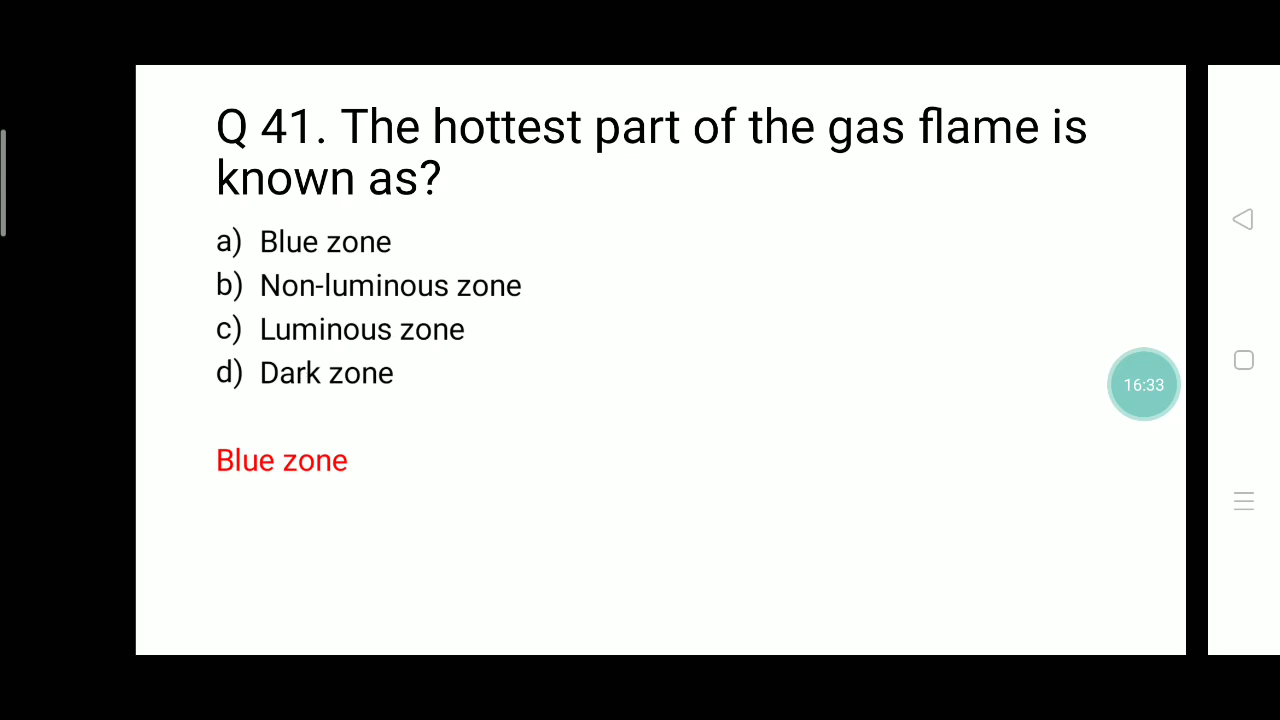 Q 41. The hottest part of the gas flame is
known as?
a) Blue zone
b) Non-luminous zone
c) Luminous zone
d) Dark zone
16:33
Blue zone